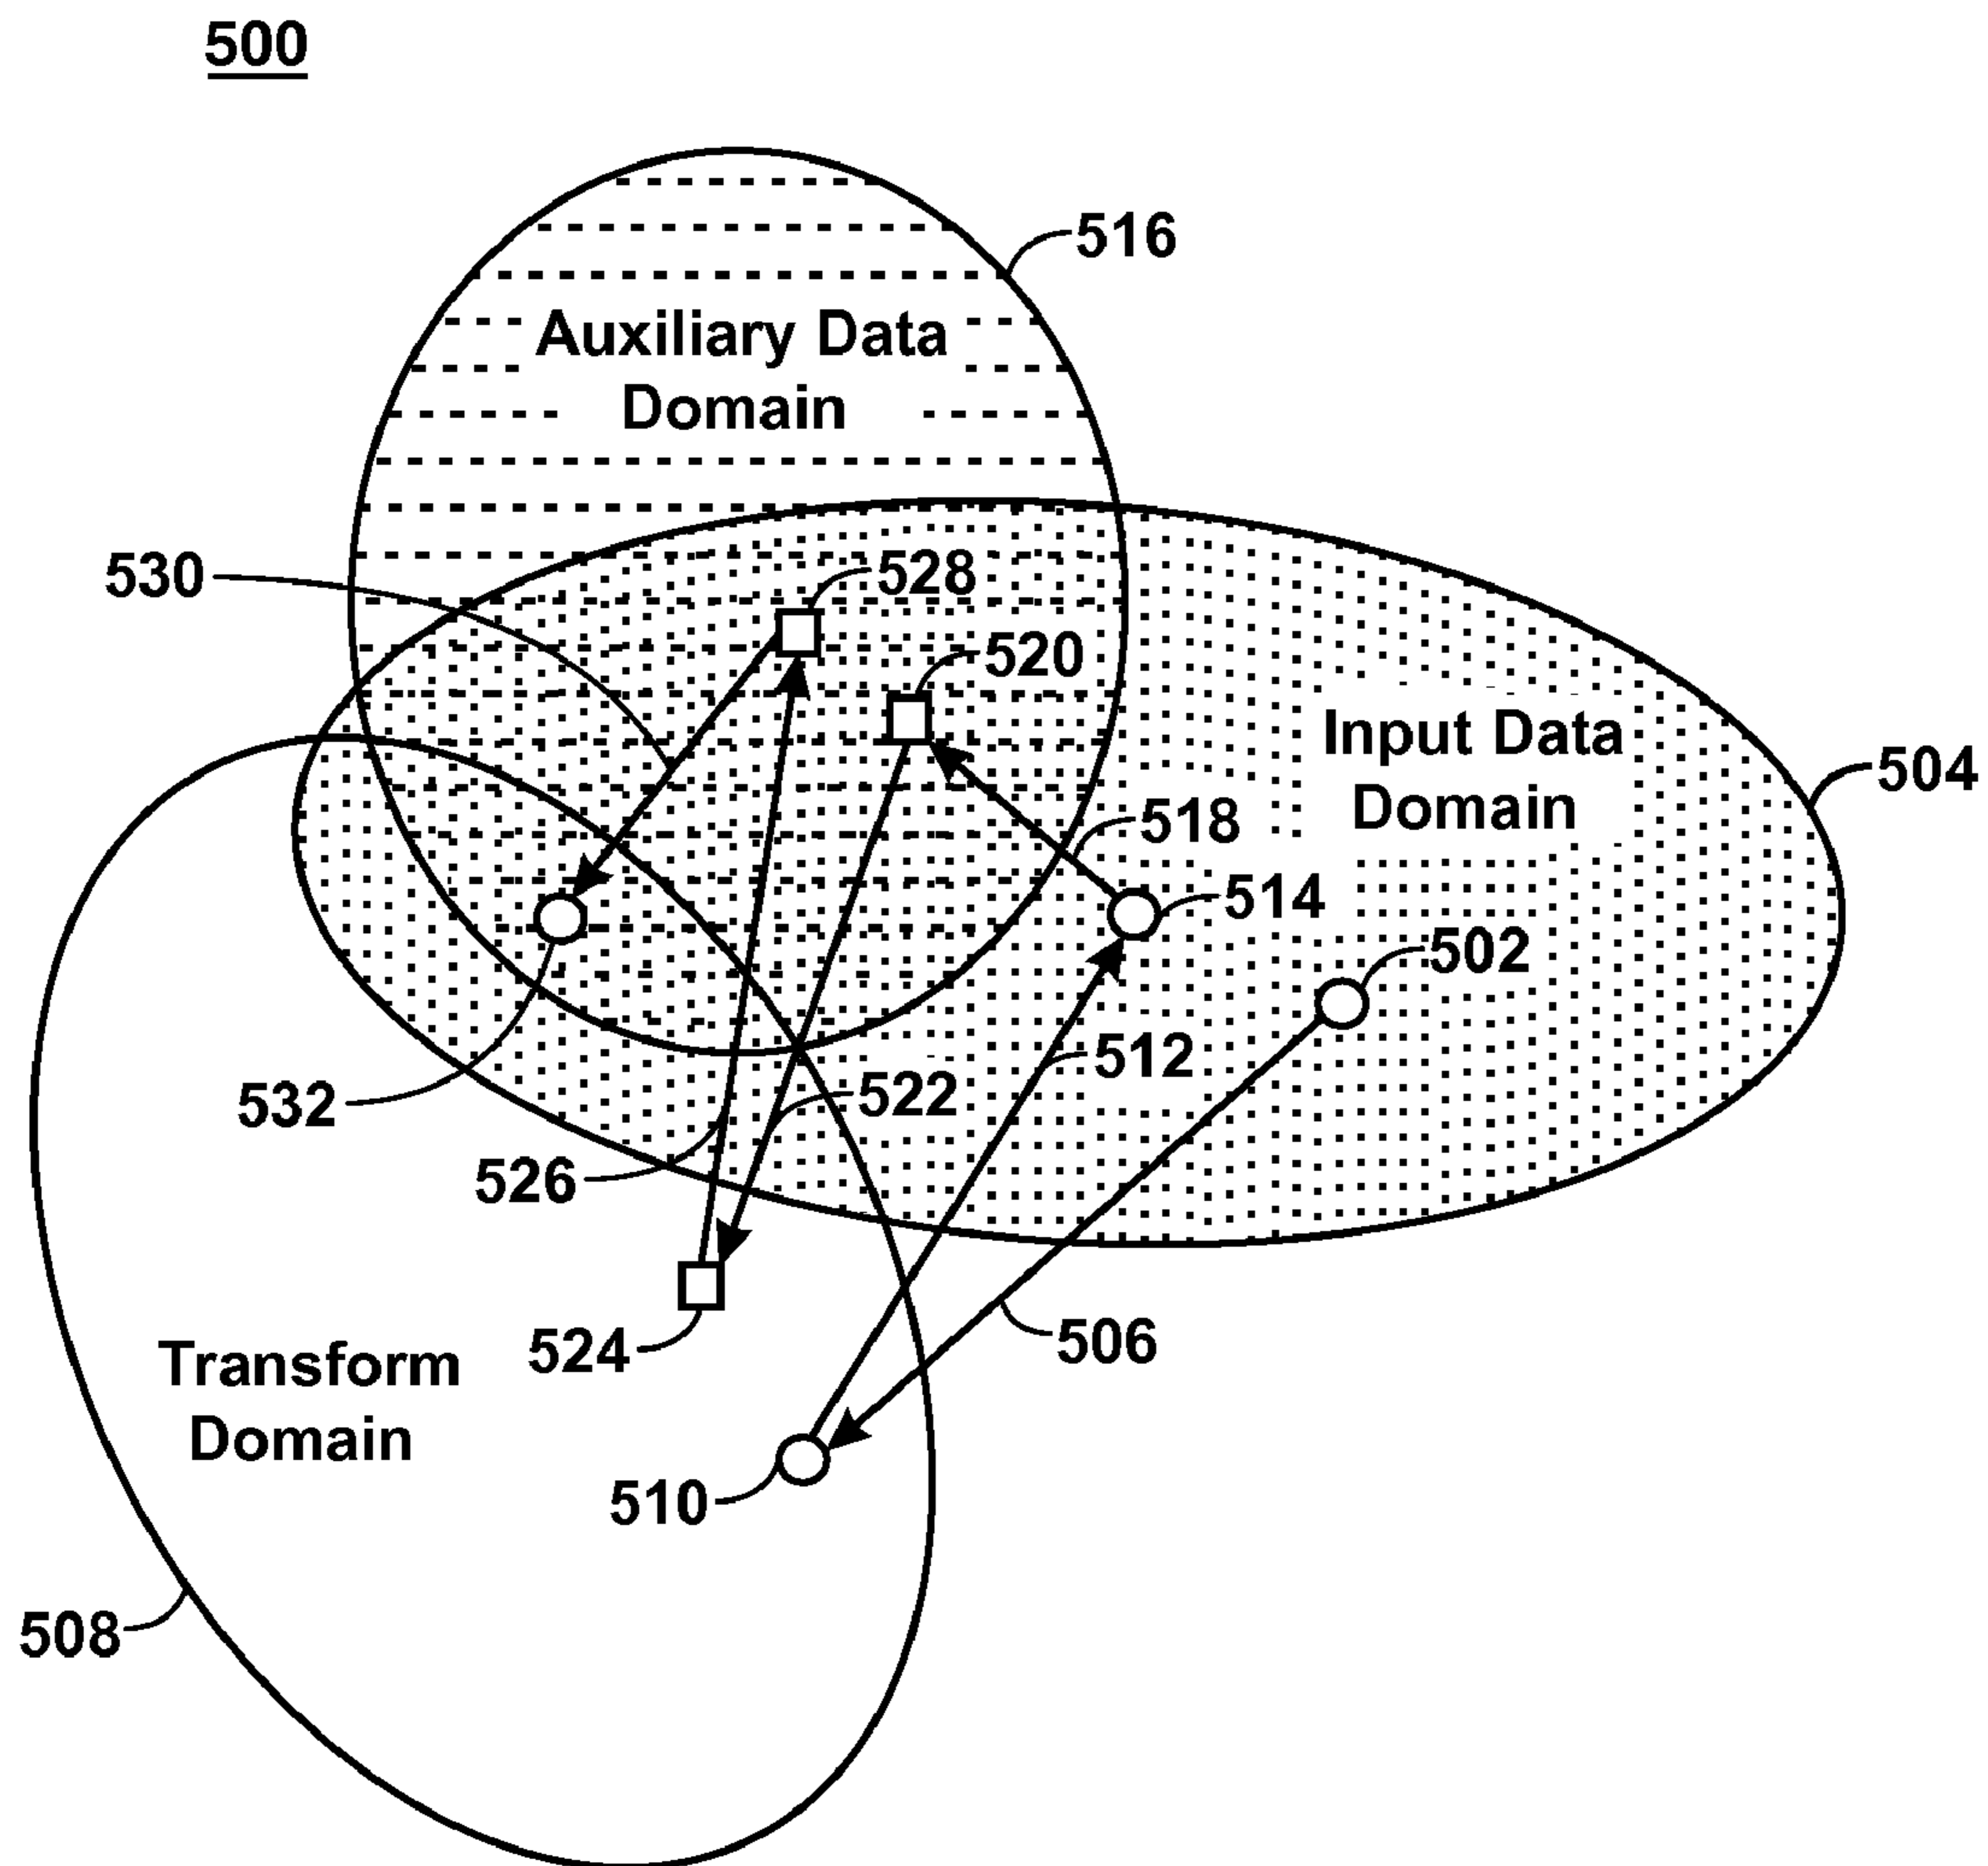 500
516
Auxiliary Data
Domain
530
528
520
Input Data
Domain
504
518
514
502
512
532
522
526
524
506
Transform
Domain
510
508